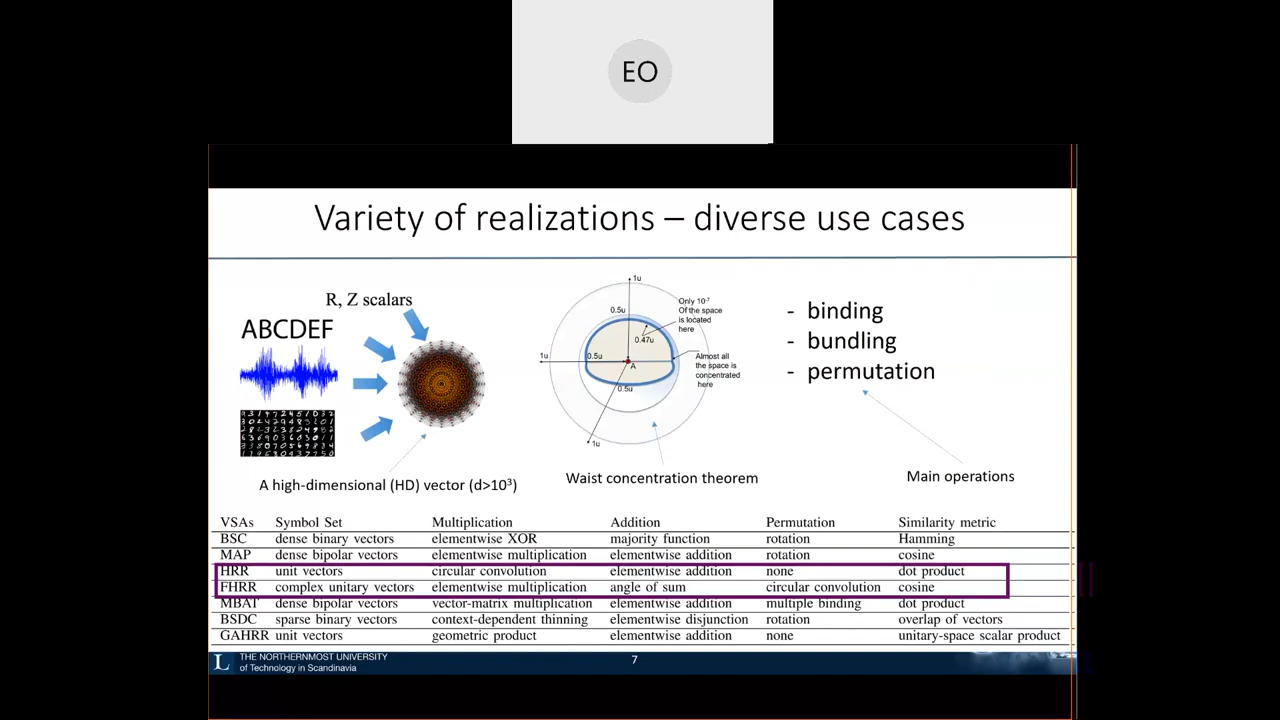 EO
Variety of realizations – diverse use cases
R, Z scalars
ABCDEF
A high-dimensional (HD) vector (d>10³)
1u
0.5u
Only 10⁻⁷
Of the space
is located
here
0.47u
1u
0.5u
A
Almost all
the space is
concentrated
here
0.5u
1u
Waist concentration theorem
- binding
- bundling
- permutation
Main operations
VSAs Symbol Set Multiplication Addition Permutation Similarity metric
BSC dense binary vectors elementwise XOR majority function rotation Hamming
MAP dense bipolar vectors elementwise multiplication elementwise addition rotation cosine
HRR unit vectors circular convolution elementwise addition none dot product
FHRR complex unitary vectors elementwise multiplication angle of sum circular convolution cosine
MBAT dense bipolar vectors vector-matrix multiplication elementwise addition multiple binding dot product
BSDC sparse binary vectors context-dependent thinning elementwise disjunction rotation overlap of vectors
GAHRR unit vectors geometric product elementwise addition none unitary-space scalar product
L THE NORTHERNMOST UNIVERSITY
of Technology in Scandinavia
7